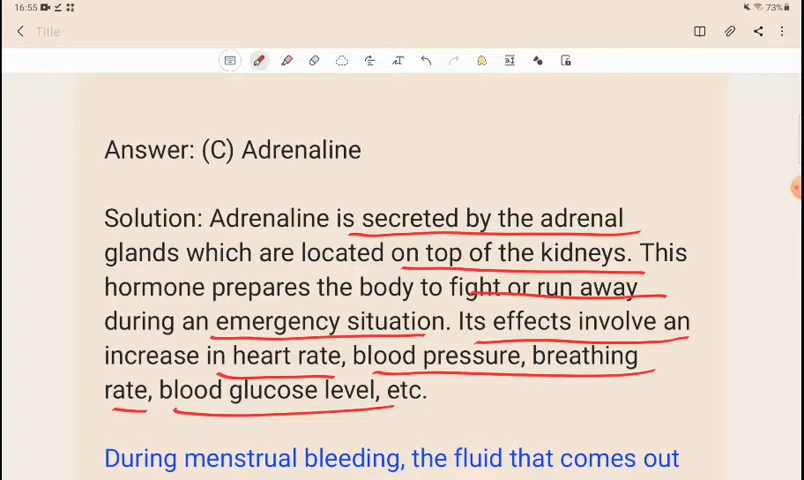 16:55
73%
Title
Answer: (C) Adrenaline
Solution: Adrenaline is secreted by the adrenal
glands which are located on top of the kidneys. This
hormone prepares the body to fight or run away
during an emergency situation. Its effects involve an
increase in heart rate, blood pressure, breathing
rate, blood glucose level, etc.
During menstrual bleeding, the fluid that comes out